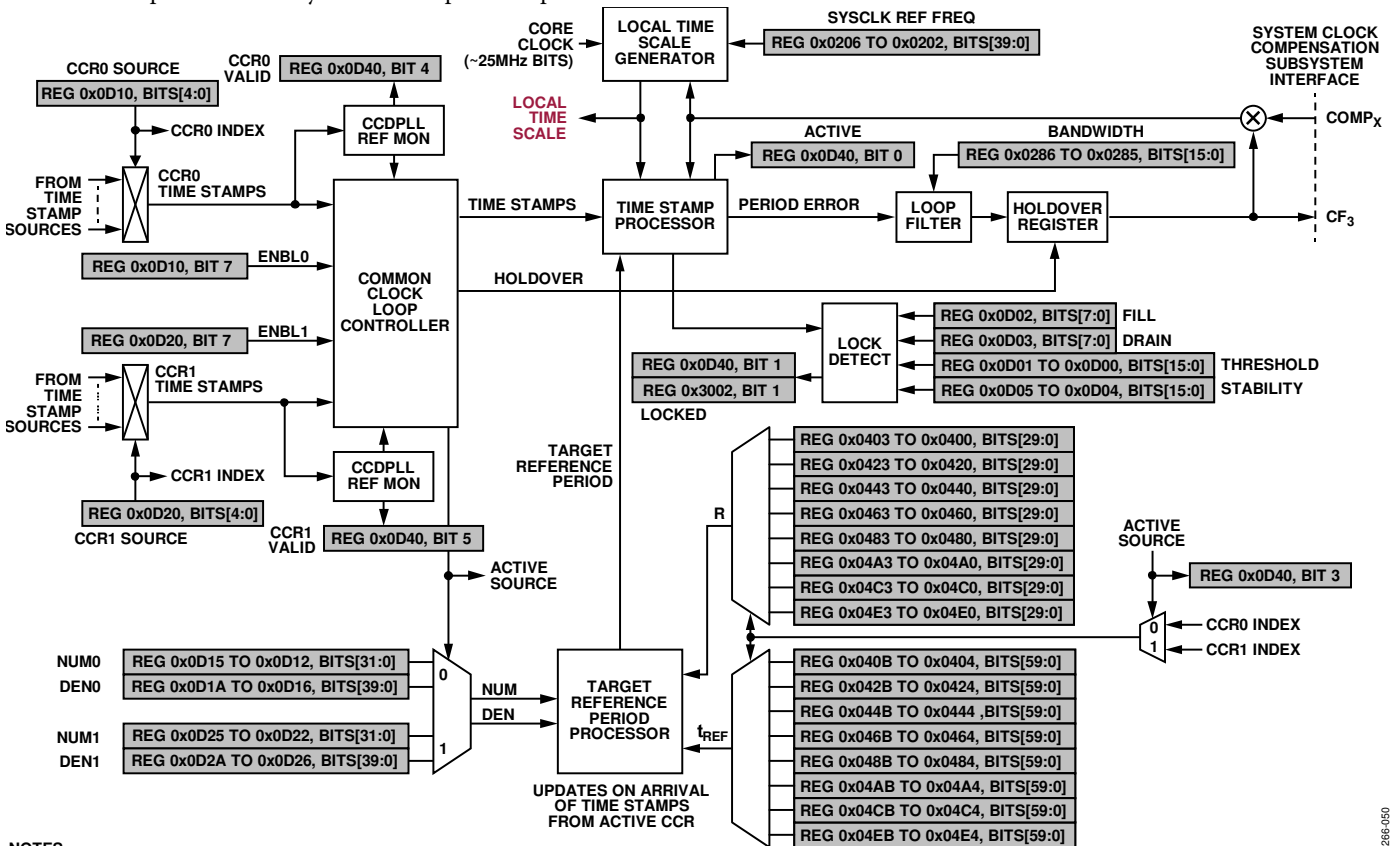 CORE
CLOCK
(~25MHz BITS)
LOCAL TIME
SCALE
GENERATOR
SYSCLK REF FREQ
REG 0x0206 TO 0x0202, BITS[39:0]
SYSTEM CLOCK
COMPENSATION
SUBSYSTEM
INTERFACE
CCR0 SOURCE
REG 0x0D10, BITS[4:0]
CCR0
VALID
REG 0x0D40, BIT 4
CCR0 INDEX
CCDPLL
REF MON
LOCAL
TIME
SCALE
ACTIVE
REG 0x0D40, BIT 0
BANDWIDTH
REG 0x0286 TO 0x0285, BITS[15:0]
COMPX
FROM
TIME
STAMP
SOURCES
CCR0
TIME STAMPS
TIME STAMPS
TIME STAMP
PROCESSOR
PERIOD ERROR
LOOP
FILTER
HOLDOVER
REGISTER
CF3
REG 0x0D10, BIT 7
ENBL0
COMMON
CLOCK
LOOP
CONTROLLER
HOLDOVER
REG 0x0D20, BIT 7
ENBL1
LOCK
DETECT
REG 0x0D02, BITS[7:0]
FILL
REG 0x0D03, BITS[7:0]
DRAIN
REG 0x0D01 TO 0x0D00, BITS[15:0]
THRESHOLD
REG 0x0D05 TO 0x0D04, BITS[15:0]
STABILITY
REG 0x0D40, BIT 1
REG 0x3002, BIT 1
LOCKED
FROM
TIME
STAMP
SOURCES
CCR1
TIME STAMPS
CCR1 INDEX
CCDPLL
REF MON
REG 0x0D20, BITS[4:0]
CCR1 SOURCE
CCR1
VALID
REG 0x0D40, BIT 5
ACTIVE
SOURCE
TARGET
REFERENCE
PERIOD
R
REG 0x0403 TO 0x0400, BITS[29:0]
REG 0x0423 TO 0x0420, BITS[29:0]
REG 0x0443 TO 0x0440, BITS[29:0]
REG 0x0463 TO 0x0460, BITS[29:0]
REG 0x0483 TO 0x0480, BITS[29:0]
REG 0x04A3 TO 0x04A0, BITS[29:0]
REG 0x04C3 TO 0x04C0, BITS[29:0]
REG 0x04E3 TO 0x04E0, BITS[29:0]
ACTIVE
SOURCE
REG 0x0D40, BIT 3
0
1
CCR0 INDEX
CCR1 INDEX
NUM0
REG 0x0D15 TO 0x0D12, BITS[31:0]
DEN0
REG 0x0D1A TO 0x0D16, BITS[39:0]
NUM1
REG 0x0D25 TO 0x0D22, BITS[31:0]
DEN1
REG 0x0D2A TO 0x0D26, BITS[39:0]
0
1
NUM
DEN
TARGET
REFERENCE
PERIOD
PROCESSOR
tREF
REG 0x040B TO 0x0404, BITS[59:0]
REG 0x042B TO 0x0424, BITS[59:0]
REG 0x044B TO 0x0444 ,BITS[59:0]
REG 0x046B TO 0x0464, BITS[59:0]
REG 0x048B TO 0x0484, BITS[59:0]
REG 0x04AB TO 0x04A4, BITS[59:0]
REG 0x04CB TO 0x04C4, BITS[59:0]
REG 0x04EB TO 0x04E4, BITS[59:0]
UPDATES ON ARRIVAL
OF TIME STAMPS
FROM ACTIVE CCR
266-050